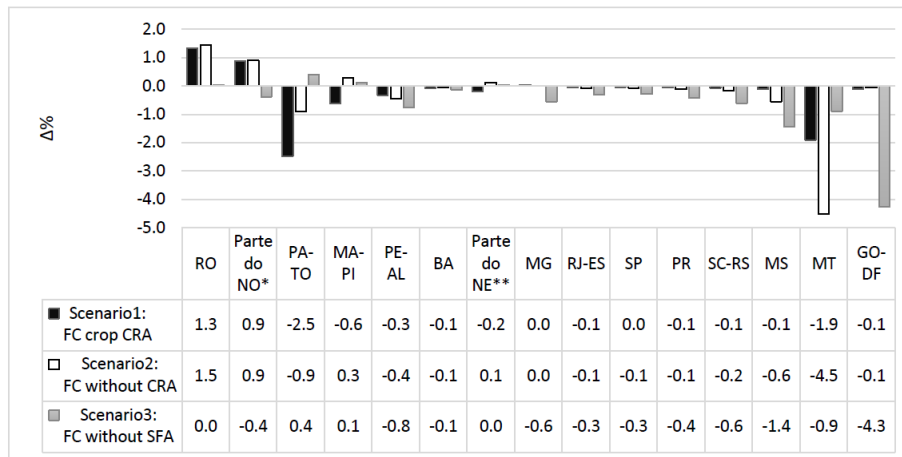 2.0
1.0
0.0
-1.0
-2.0
-3.0
-4.0
-5.0
Δ%
RO Parte do NO* PA-TO MA-PI PE-AL BA Parte do NE** MG RJ-ES SP PR SC-RS MS MT GO-DF
Scenario1: FC crop CRA 1.3 0.9 -2.5 -0.6 -0.3 -0.1 -0.2 0.0 -0.1 0.0 -0.1 -0.1 -0.1 -1.9 -0.1
Scenario2: FC without CRA 1.5 0.9 -0.9 0.3 -0.4 -0.1 0.1 0.0 -0.1 -0.1 -0.1 -0.2 -0.6 -4.5 -0.1
Scenario3: FC without SFA 0.0 -0.4 0.4 0.1 -0.8 -0.1 0.0 -0.6 -0.3 -0.3 -0.4 -0.6 -1.4 -0.9 -4.3